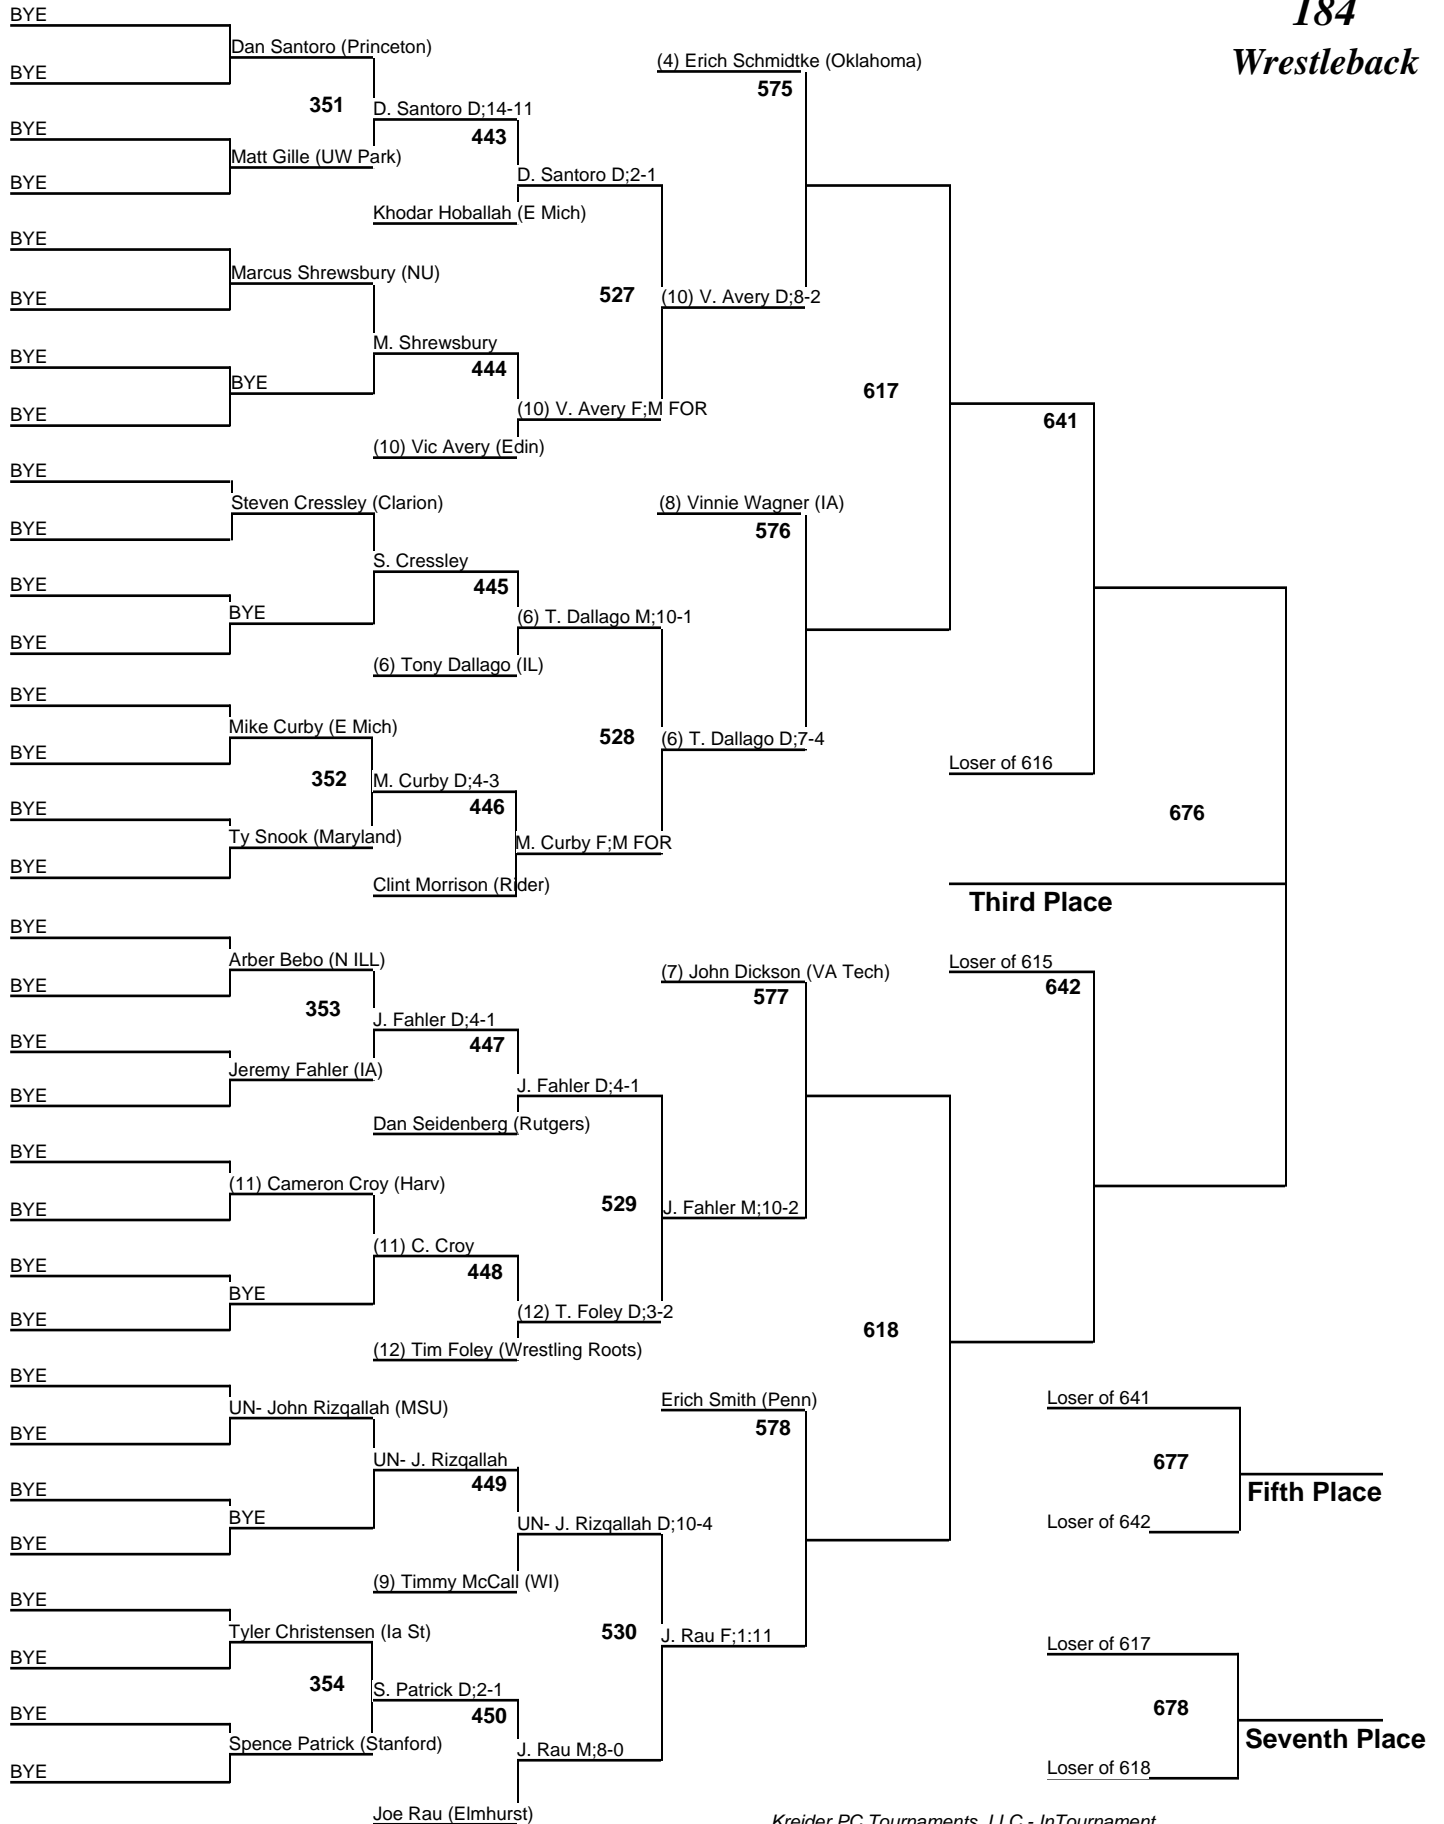 184
Wrestleback
BYE
Dan Santoro (Princeton)
BYE
351
D. Santoro D;14-11
443
BYE
Matt Gille (UW Park)
BYE
D. Santoro D;2-1
Khodar Hoballah (E Mich)
(4) Erich Schmidtke (Oklahoma)
575
BYE
Marcus Shrewsbury (NU)
BYE
527
(10) V. Avery D;8-2
M. Shrewsbury
444
BYE
BYE
BYE
(10) V. Avery F;M FOR
(10) Vic Avery (Edin)
617
641
BYE
Steven Cressley (Clarion)
BYE
(8) Vinnie Wagner (IA)
576
S. Cressley
445
BYE
BYE
BYE
(6) T. Dallago M;10-1
(6) Tony Dallago (IL)
BYE
Mike Curby (E Mich)
BYE
528
(6) T. Dallago D;7-4
352
M. Curby D;4-3
446
BYE
Ty Snook (Maryland)
BYE
M. Curby F;M FOR
Clint Morrison (Rider)
Loser of 616
676
Third Place
BYE
Arber Bebo (N ILL)
BYE
(7) John Dickson (VA Tech)
577
Loser of 615
642
353
J. Fahler D;4-1
447
BYE
Jeremy Fahler (IA)
BYE
J. Fahler D;4-1
Dan Seidenberg (Rutgers)
BYE
(11) Cameron Croy (Harv)
BYE
529
J. Fahler M;10-2
(11) C. Croy
448
BYE
BYE
BYE
(12) T. Foley D;3-2
(12) Tim Foley (Wrestling Roots)
618
BYE
UN- John Rizqallah (MSU)
BYE
Erich Smith (Penn)
578
Loser of 641
677
Fifth Place
Loser of 642
UN- J. Rizqallah
449
BYE
BYE
BYE
UN- J. Rizqallah D;10-4
(9) Timmy McCall (WI)
BYE
Tyler Christensen (Ia St)
BYE
530
J. Rau F;1:11
354
S. Patrick D;2-1
450
BYE
Spence Patrick (Stanford)
BYE
J. Rau M;8-0
Joe Rau (Elmhurst)
Loser of 617
678
Seventh Place
Loser of 618
Kreider PC Tournaments, LLC - InTournament